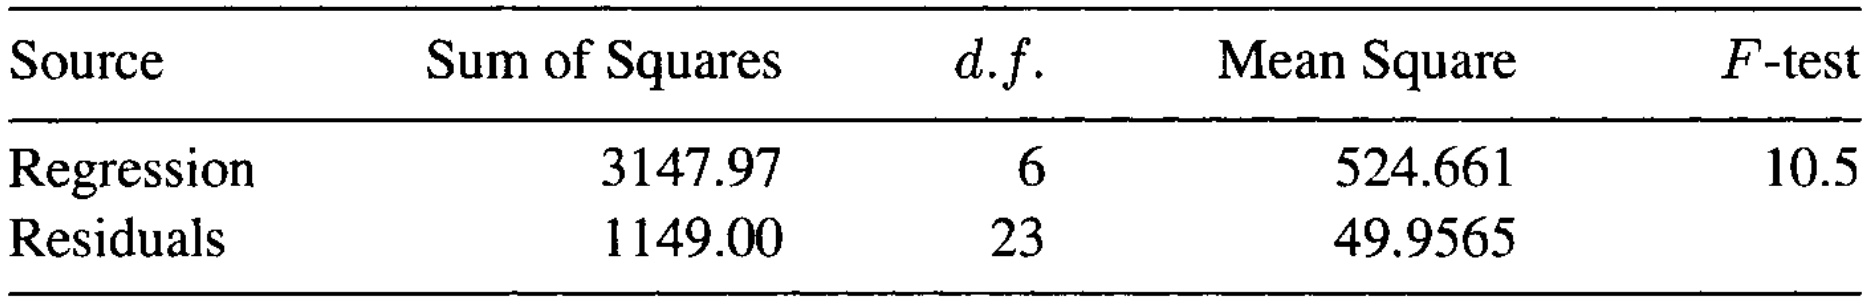 Source Sum of Squares d.f. Mean Square F-test
Regression 3147.97 6 524.661 10.5
Residuals 1149.00 23 49.9565